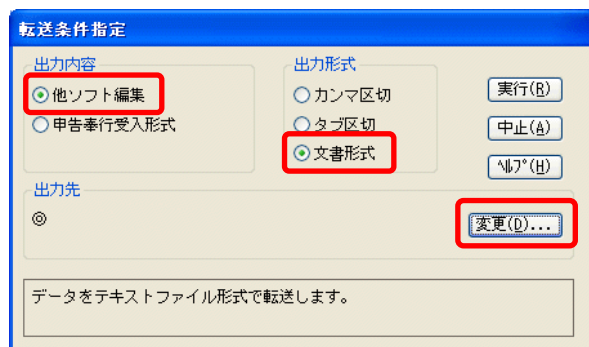 転送条件指定
出力内容
他ソフト編集
申告奉行受入形式
出力形式
カンマ区切
タブ区切
文書形式
実行(R)
中止(A)
ﾍﾙﾌﾟ(H)
出力先
◎
変更(D)...
データをテキストファイル形式で転送します。